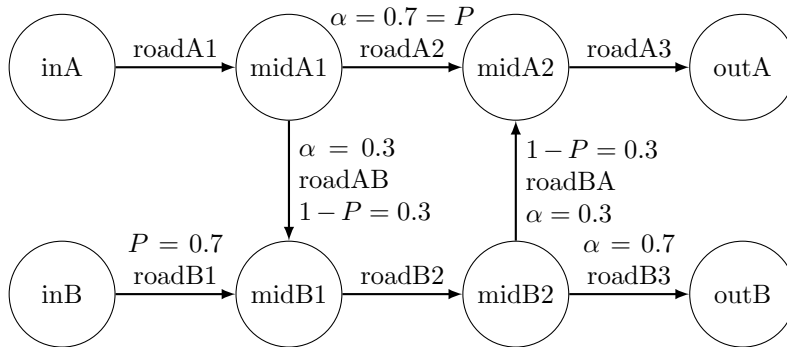 α = 0.7 = P
inA
roadA1
midA1
roadA2
midA2
roadA3
outA
α = 0.3
roadAB
1 − P = 0.3
1 − P = 0.3
roadBA
α = 0.3
P = 0.7
α = 0.7
inB
roadB1
midB1
roadB2
midB2
roadB3
outB